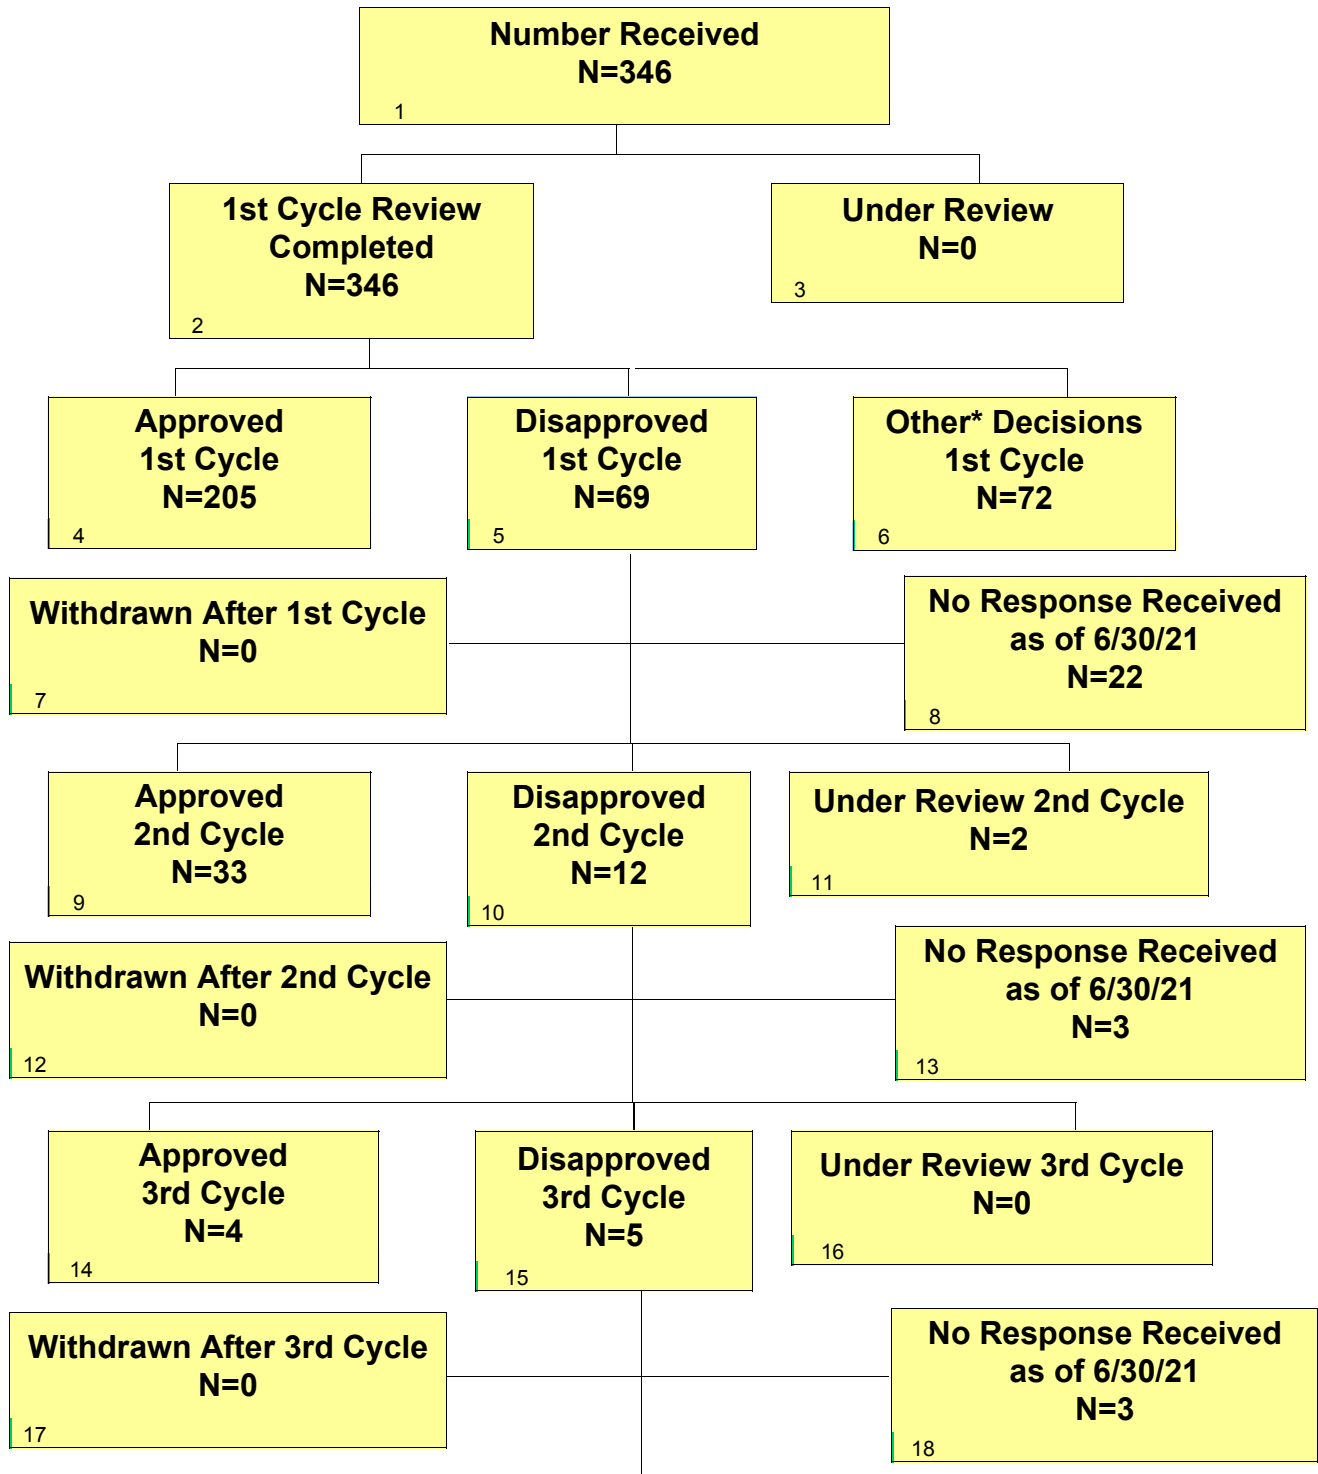 Number Received
N=346
1
1st Cycle Review
Completed
N=346
2
Under Review
N=0
3
Approved
1st Cycle
N=205
4
Disapproved
1st Cycle
N=69
5
Other* Decisions
1st Cycle
N=72
6
Withdrawn After 1st Cycle
N=0
7
No Response Received
as of 6/30/21
N=22
8
Approved
2nd Cycle
N=33
9
Disapproved
2nd Cycle
N=12
10
Under Review 2nd Cycle
N=2
11
Withdrawn After 2nd Cycle
N=0
12
No Response Received
as of 6/30/21
N=3
13
Approved
3rd Cycle
N=4
14
Disapproved
3rd Cycle
N=5
15
Under Review 3rd Cycle
N=0
16
Withdrawn After 3rd Cycle
N=0
17
No Response Received
as of 6/30/21
N=3
18